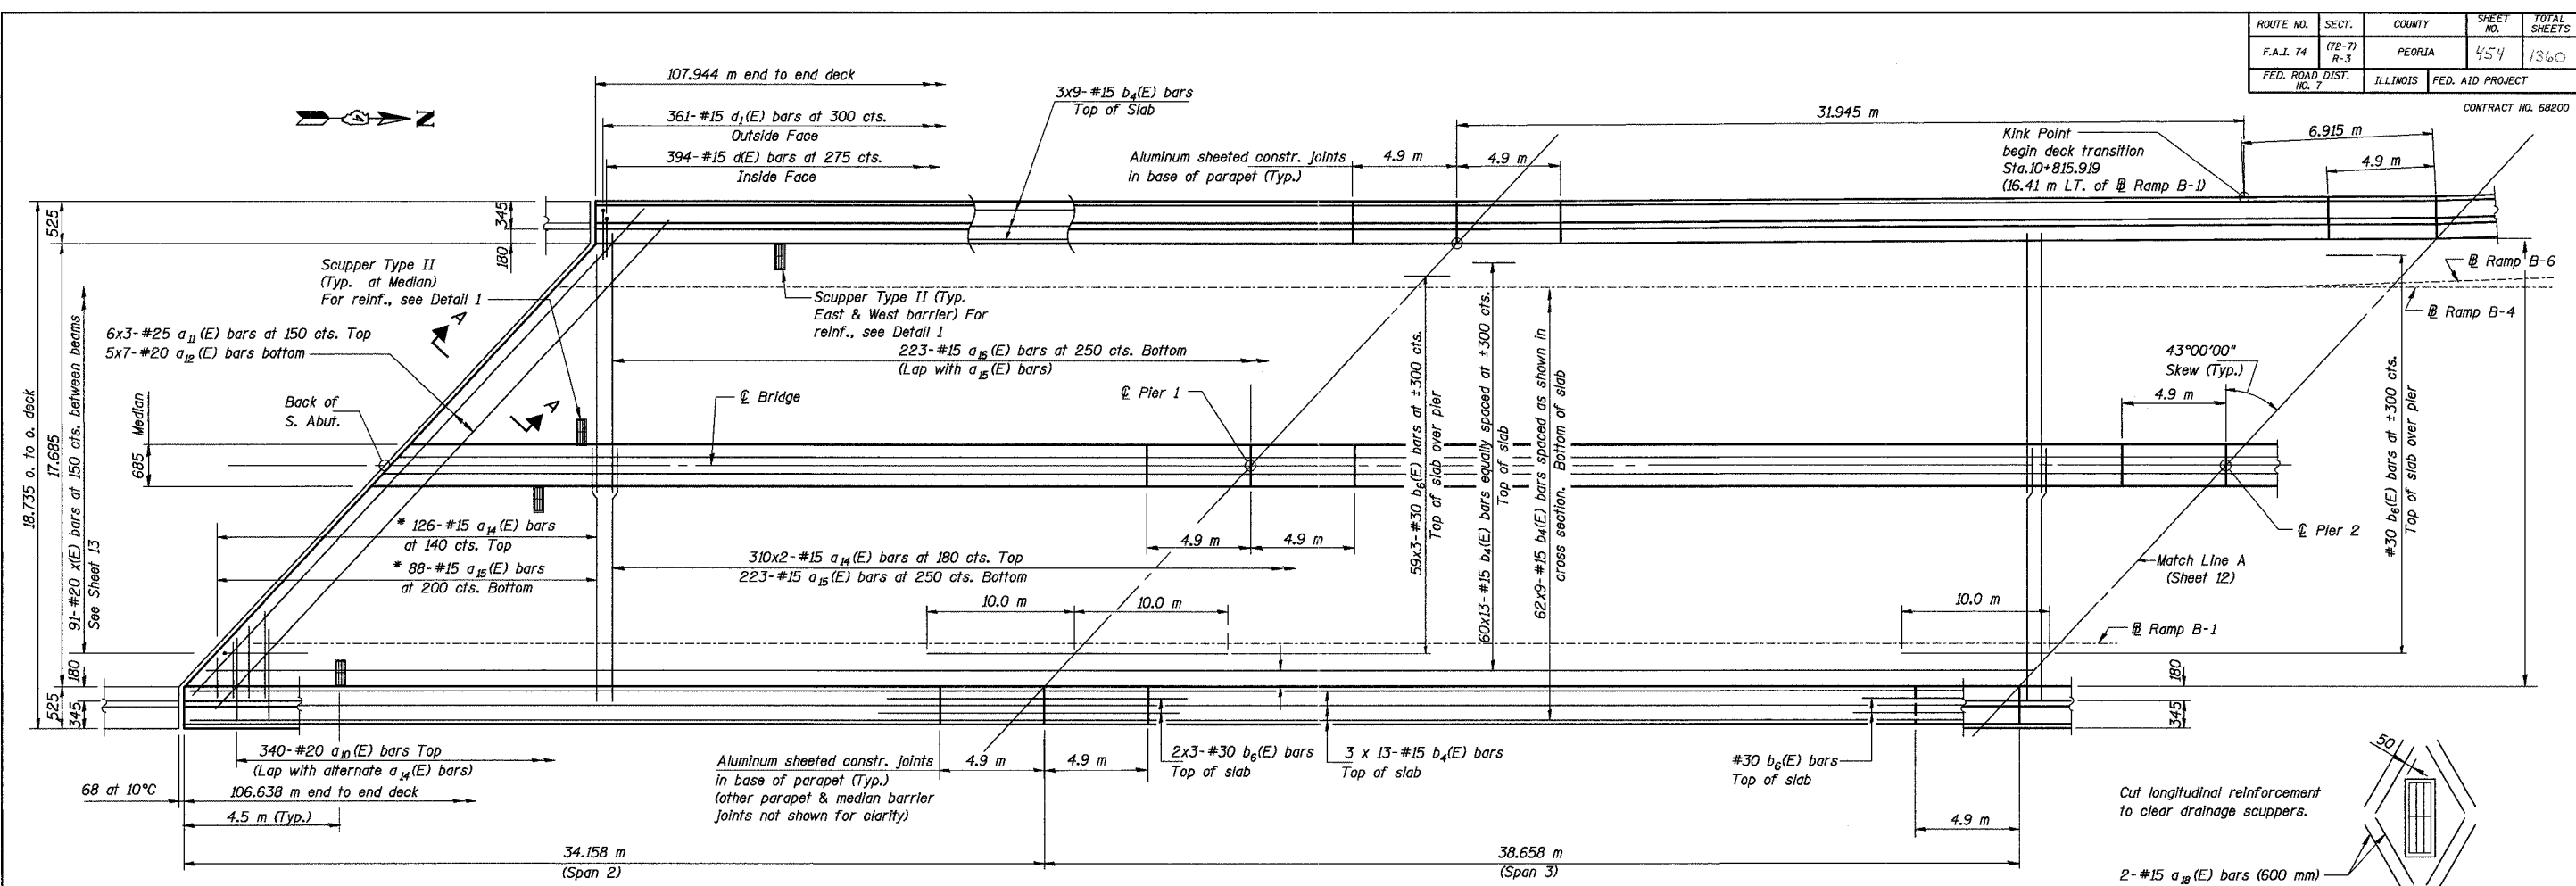 ROUTE NO. SECT. COUNTY SHEET NO. TOTAL SHEETS
F.A.I. 74 (72-7) R-3 PEORIA 454 1360
FED. ROAD DIST. NO. 7 ILLINOIS FED. AID PROJECT
CONTRACT NO. 68200
N
107.944 m end to end deck
361-#15 d1(E) bars at 300 cts.
Outside Face
394-#15 d(E) bars at 275 cts.
Inside Face
3x9-#15 b4(E) bars
Top of Slab
Aluminum sheeted constr. joints
in base of parapet (Typ.)
4.9 m
4.9 m
31.945 m
Kink Point
begin deck transition
Sta.10+815.919
(16.41 m LT. of ℔ Ramp B-1)
6.915 m
4.9 m
525
345
180
18.735 o. to o. deck
17.685
91-#20 x(E) bars at 150 cts. between beams
See Sheet 13
685
Median
180
525
345
Scupper Type II
(Typ. at Median)
For reinf., see Detail 1
6x3-#25 a11(E) bars at 150 cts. Top
5x7-#20 a12(E) bars bottom
A
A
Back of
S. Abut.
Scupper Type II (Typ.
East & West barrier) For
reinf., see Detail 1
223-#15 a16(E) bars at 250 cts. Bottom
(Lap with a15(E) bars)
℄ Bridge
℄ Pier 1
59x3-#30 b6(E) bars at ±300 cts.
Top of slab over pier
60x13-#15 b4(E) bars equally spaced at ±300 cts.
Top of slab
62x9-#15 b4(E) bars spaced as shown in
cross section. Bottom of slab
℔ Ramp B-6
℔ Ramp B-4
43°00'00"
Skew (Typ.)
4.9 m
#30 b6(E) bars at ±300 cts.
Top of slab over pier
℄ Pier 2
Match Line A
(Sheet 12)
* 126-#15 a14(E) bars
at 140 cts. Top
* 88-#15 a15(E) bars
at 200 cts. Bottom
310x2-#15 a14(E) bars at 180 cts. Top
223-#15 a15(E) bars at 250 cts. Bottom
4.9 m
4.9 m
10.0 m
10.0 m
10.0 m
℔ Ramp B-1
180
345
340-#20 a10(E) bars Top
(Lap with alternate a14(E) bars)
68 at 10°C
106.638 m end to end deck
4.5 m (Typ.)
Aluminum sheeted constr. joints
in base of parapet (Typ.)
(other parapet & median barrier
joints not shown for clarity)
4.9 m
4.9 m
2x3-#30 b6(E) bars
Top of slab
3 x 13-#15 b4(E) bars
Top of slab
#30 b6(E) bars
Top of slab
4.9 m
34.158 m
(Span 2)
38.658 m
(Span 3)
50
Cut longitudinal reinforcement
to clear drainage scuppers.
2-#15 a18(E) bars (600 mm)